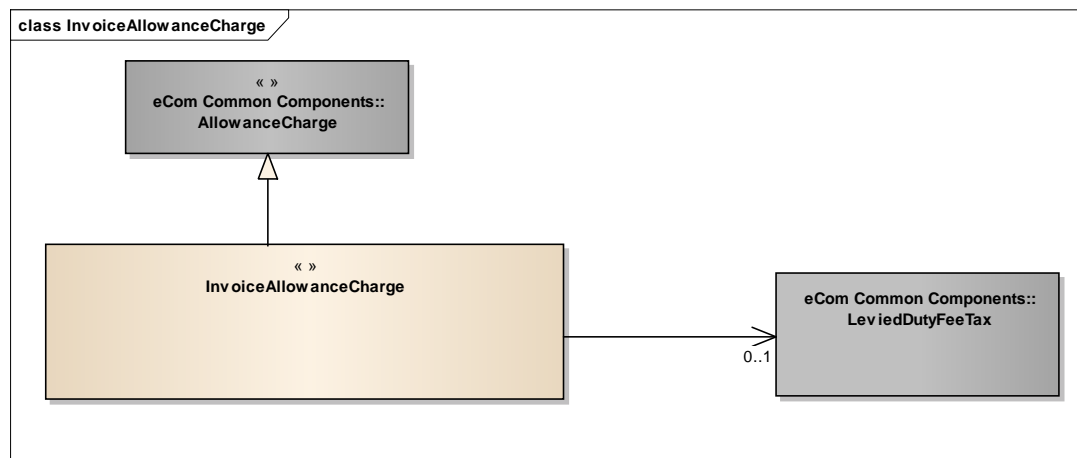 class InvoiceAllowanceCharge
« »
eCom Common Components::
AllowanceCharge
« »
InvoiceAllowanceCharge
eCom Common Components::
LeviedDutyFeeTax
0..1